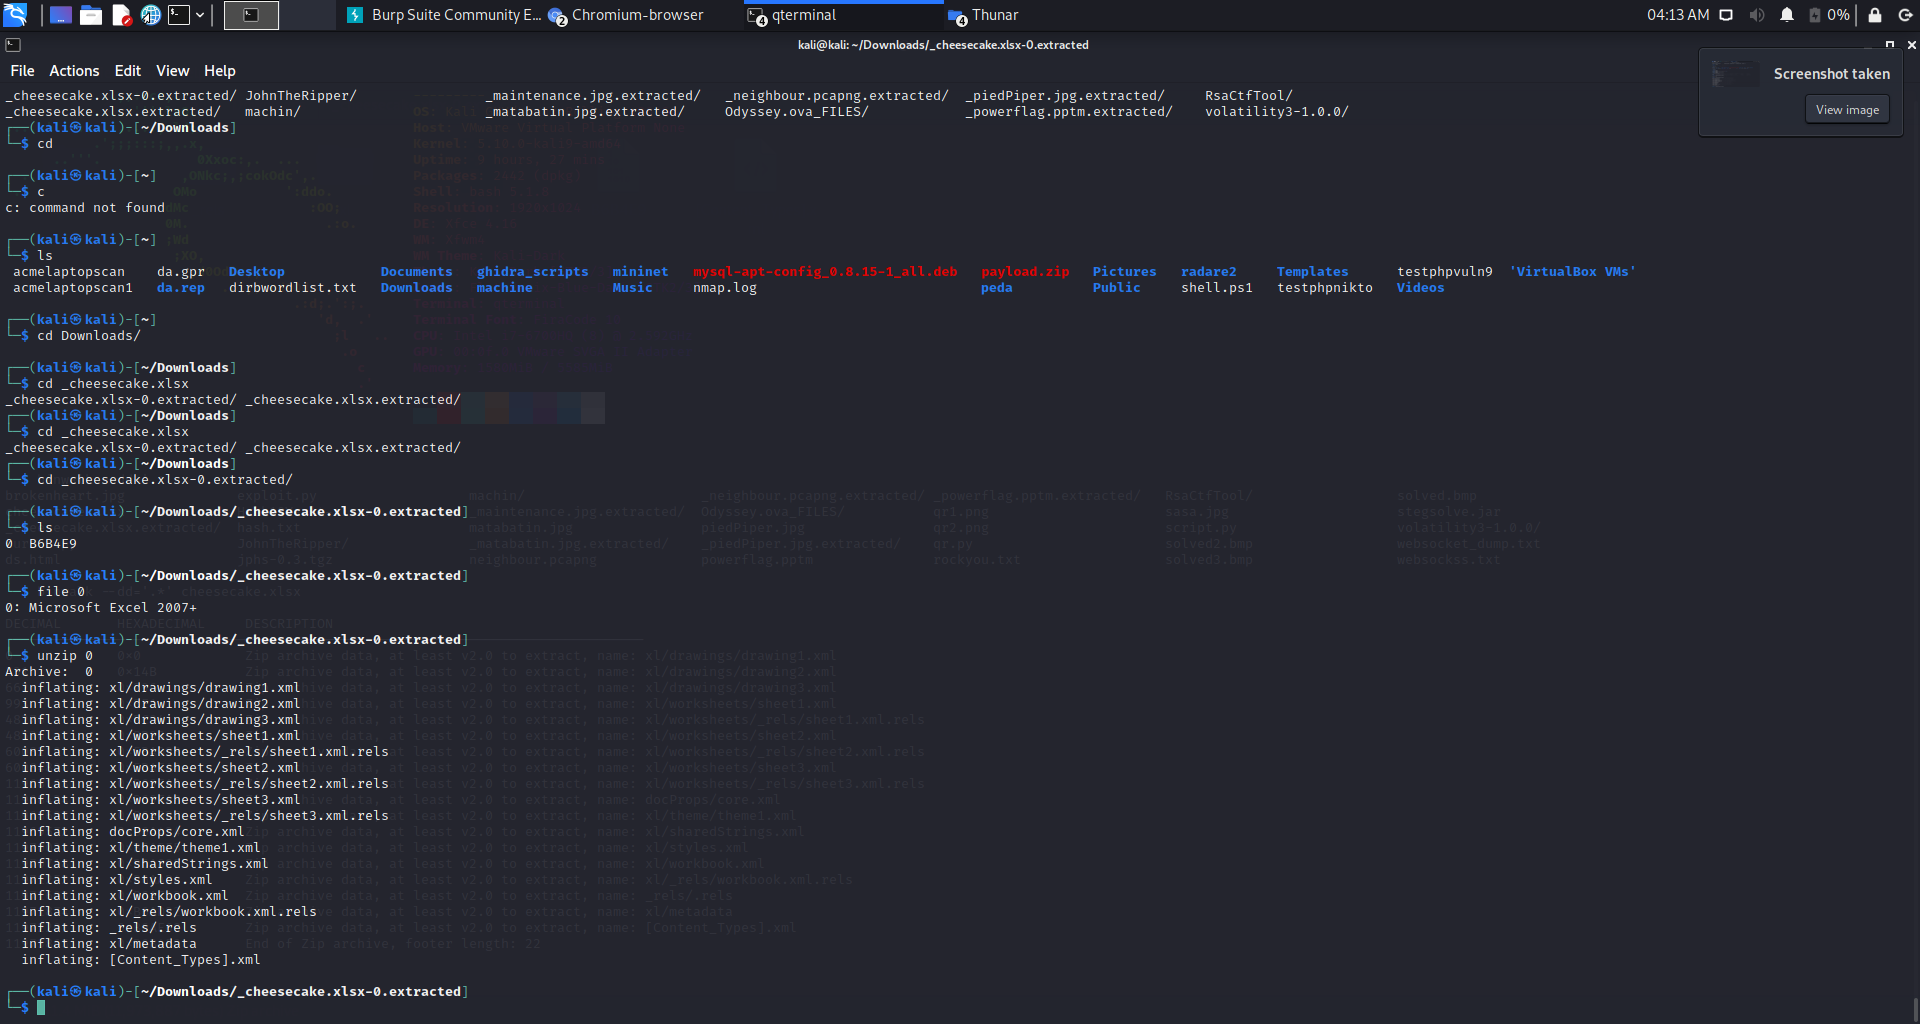 Burp Suite Community E... 2 Chromium-browser 4 qterminal 4 Thunar 04:13 AM 0%
kali@kali: ~/Downloads/_cheesecake.xlsx-0.extracted
File Actions Edit View Help
Screenshot taken
View image
_cheesecake.xlsx-0.extracted/ JohnTheRipper/ _maintenance.jpg.extracted/ _neighbour.pcapng.extracted/ _piedPiper.jpg.extracted/ RsaCtfTool/
_cheesecake.xlsx.extracted/ machin/ _matabatin.jpg.extracted/ Odyssey.ova_FILES/ _powerflag.pptm.extracted/ volatility3-1.0.0/
┌──(kali㉿kali)-[~/Downloads]
└─$ cd
┌──(kali㉿kali)-[~]
└─$ c
c: command not found
┌──(kali㉿kali)-[~]
└─$ ls
acmelaptopscan da.gpr Desktop Documents ghidra_scripts mininet mysql-apt-config_0.8.15-1_all.deb payload.zip Pictures radare2 Templates testphpvuln9 'VirtualBox VMs'
acmelaptopscan1 da.rep dirbwordlist.txt Downloads machine Music nmap.log peda Public shell.ps1 testphpnikto Videos
┌──(kali㉿kali)-[~]
└─$ cd Downloads/
┌──(kali㉿kali)-[~/Downloads]
└─$ cd _cheesecake.xlsx
_cheesecake.xlsx-0.extracted/ _cheesecake.xlsx.extracted/
┌──(kali㉿kali)-[~/Downloads]
└─$ cd _cheesecake.xlsx
_cheesecake.xlsx-0.extracted/ _cheesecake.xlsx.extracted/
┌──(kali㉿kali)-[~/Downloads]
└─$ cd _cheesecake.xlsx-0.extracted/
┌──(kali㉿kali)-[~/Downloads/_cheesecake.xlsx-0.extracted]
└─$ ls
0 B6B4E9
┌──(kali㉿kali)-[~/Downloads/_cheesecake.xlsx-0.extracted]
└─$ file 0
0: Microsoft Excel 2007+
┌──(kali㉿kali)-[~/Downloads/_cheesecake.xlsx-0.extracted]
└─$ unzip 0
Archive: 0
inflating: xl/drawings/drawing1.xml
inflating: xl/drawings/drawing2.xml
inflating: xl/drawings/drawing3.xml
inflating: xl/worksheets/sheet1.xml
inflating: xl/worksheets/_rels/sheet1.xml.rels
inflating: xl/worksheets/sheet2.xml
inflating: xl/worksheets/_rels/sheet2.xml.rels
inflating: xl/worksheets/sheet3.xml
inflating: xl/worksheets/_rels/sheet3.xml.rels
inflating: docProps/core.xml
inflating: xl/theme/theme1.xml
inflating: xl/sharedStrings.xml
inflating: xl/styles.xml
inflating: xl/workbook.xml
inflating: xl/_rels/workbook.xml.rels
inflating: _rels/.rels
inflating: xl/metadata
inflating: [Content_Types].xml
┌──(kali㉿kali)-[~/Downloads/_cheesecake.xlsx-0.extracted]
└─$